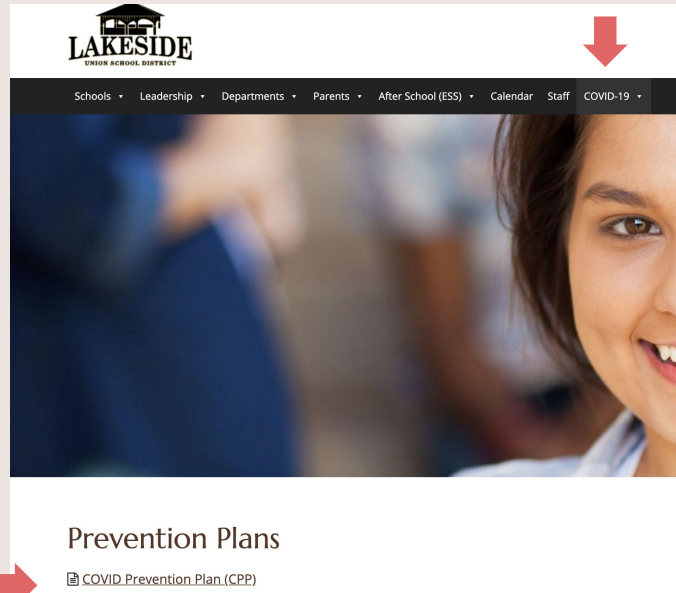 LAKESIDE
UNION SCHOOL DISTRICT
Schools Leadership Departments Parents After School (ESS) Calendar Staff COVID-19
Prevention Plans
COVID Prevention Plan (CPP)